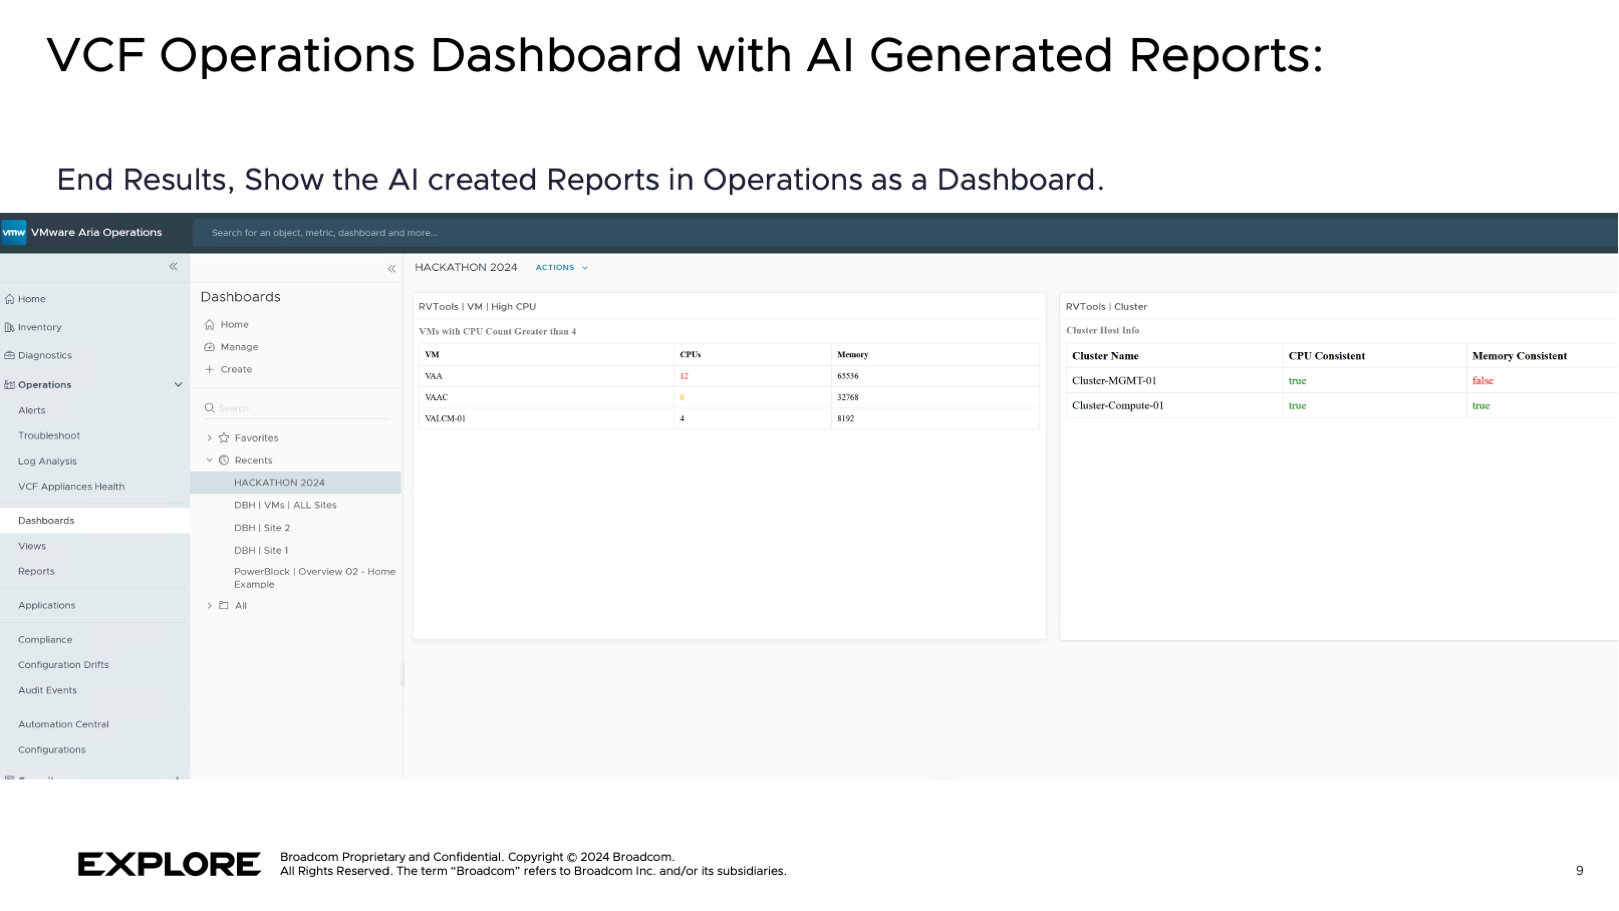 VCF Operations Dashboard with AI Generated Reports:
End Results, Show the AI created Reports in Operations as a Dashboard.
vmw VMware Aria Operations
Search for an object, metric, dashboard and more...
Home
Inventory
Diagnostics
Operations
Alerts
Troubleshoot
Log Analysis
VCF Appliances Health
Dashboards
Views
Reports
Applications
Compliance
Configuration Drifts
Audit Events
Automation Central
Configurations
Dashboards
Home
Manage
Create
Search
Favorites
Recents
HACKATHON 2024
DBH | VMs | ALL Sites
DBH | Site 2
DBH | Site 1
PowerBlock | Overview 02 - Home
Example
All
HACKATHON 2024 ACTIONS
RVTools | VM | High CPU
VMs with CPU Count Greater than 4
VM CPUs Memory
VAA 12 65536
VAAC 8 32768
VALCM-01 4 8192
RVTools | Cluster
Cluster Host Info
Cluster Name CPU Consistent Memory Consistent
Cluster-MGMT-01 true false
Cluster-Compute-01 true true
EXPLORE
Broadcom Proprietary and Confidential. Copyright © 2024 Broadcom.
All Rights Reserved. The term “Broadcom” refers to Broadcom Inc. and/or its subsidiaries.
9